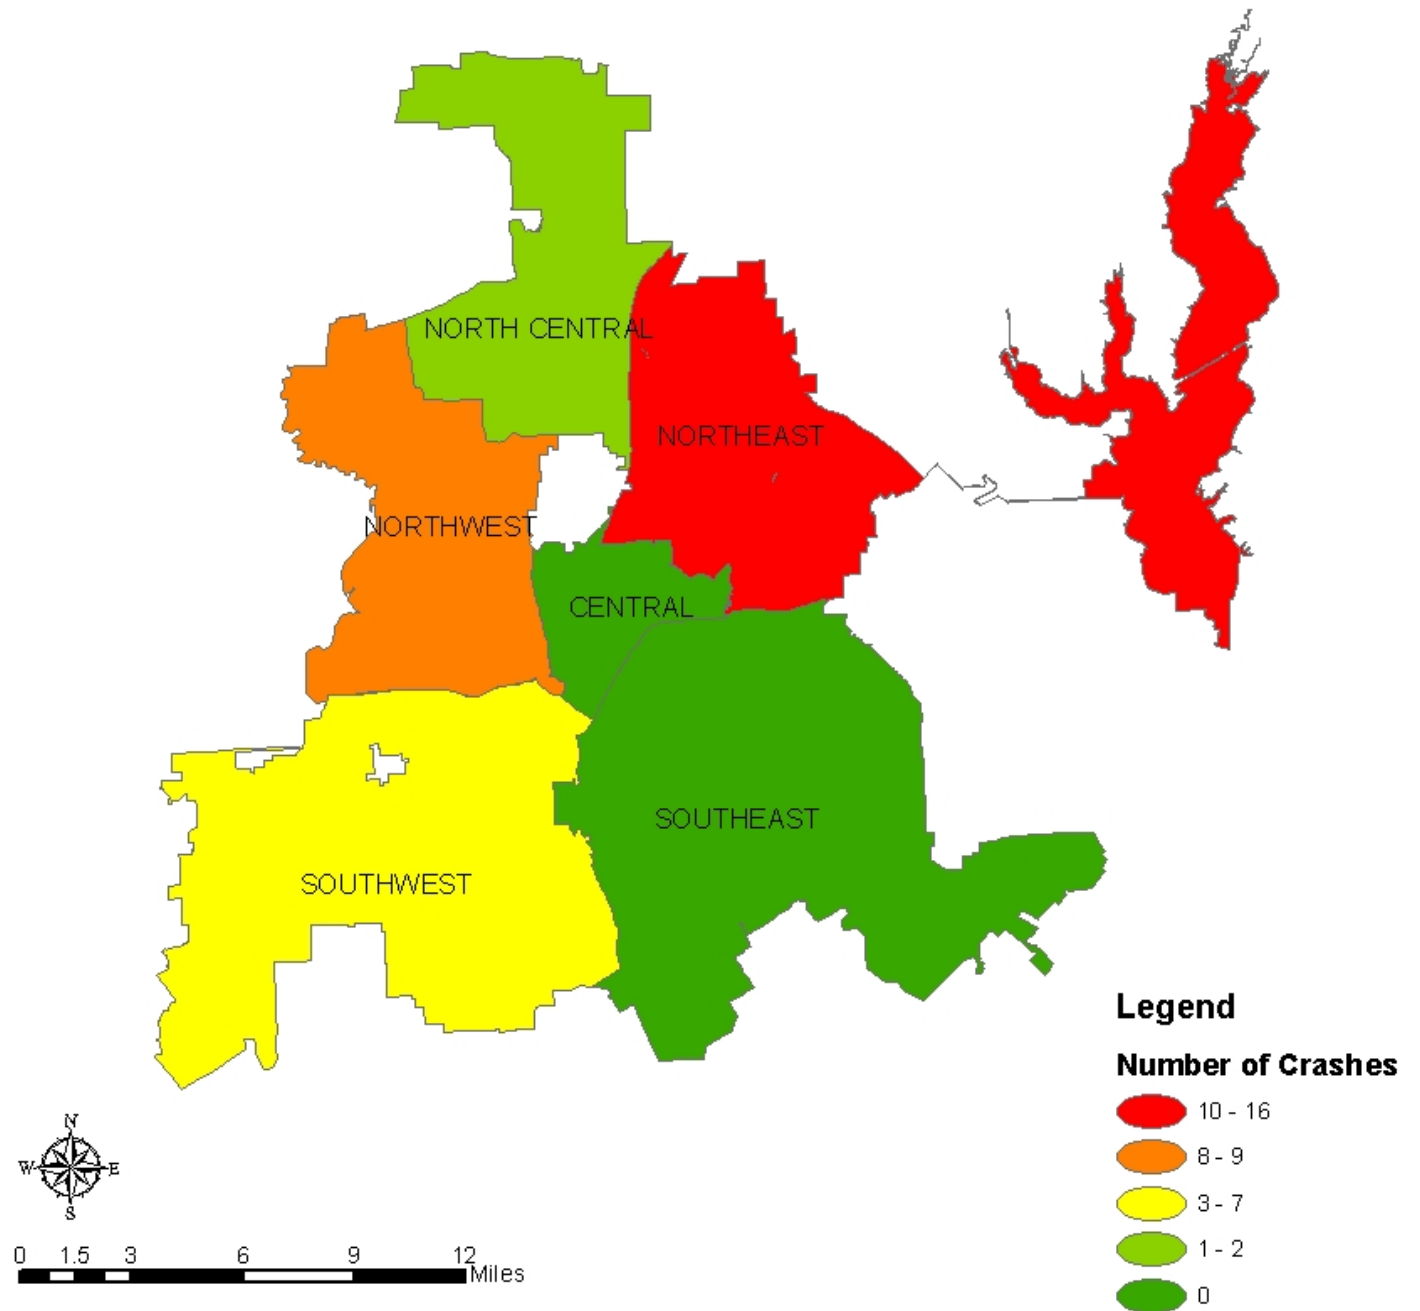 NORTH CENTRAL
NORTHEAST
NORTHWEST
CENTRAL
SOUTHEAST
SOUTHWEST
Legend
Number of Crashes
10 - 16
8 - 9
3 - 7
1 - 2
0
N
W E
S
0 1.5 3 6 9 12
Miles